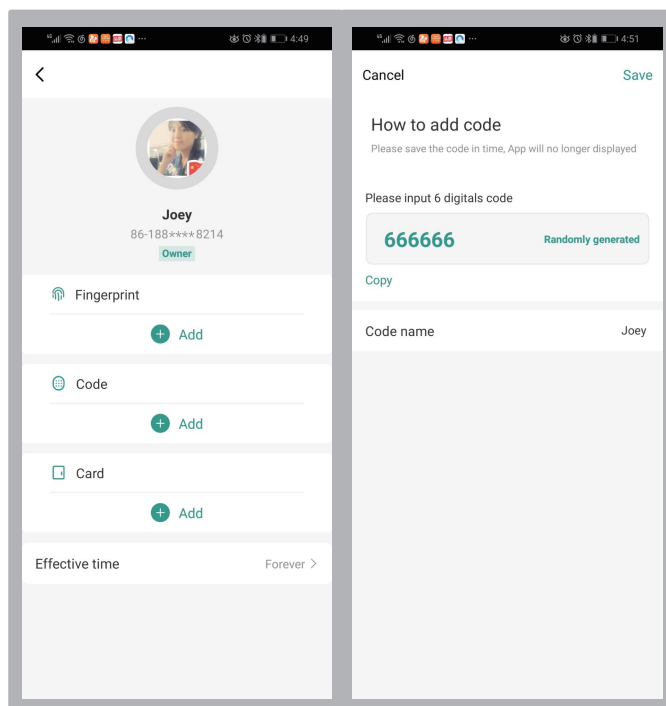 4:49
Joey
86-188****8214
Owner
Fingerprint
Add
Code
Add
Card
Add
Effective time Forever >
4:51
Cancel Save
How to add code
Please save the code in time, App will no longer displayed
Please input 6 digitals code
666666 Randomly generated
Copy
Code name Joey